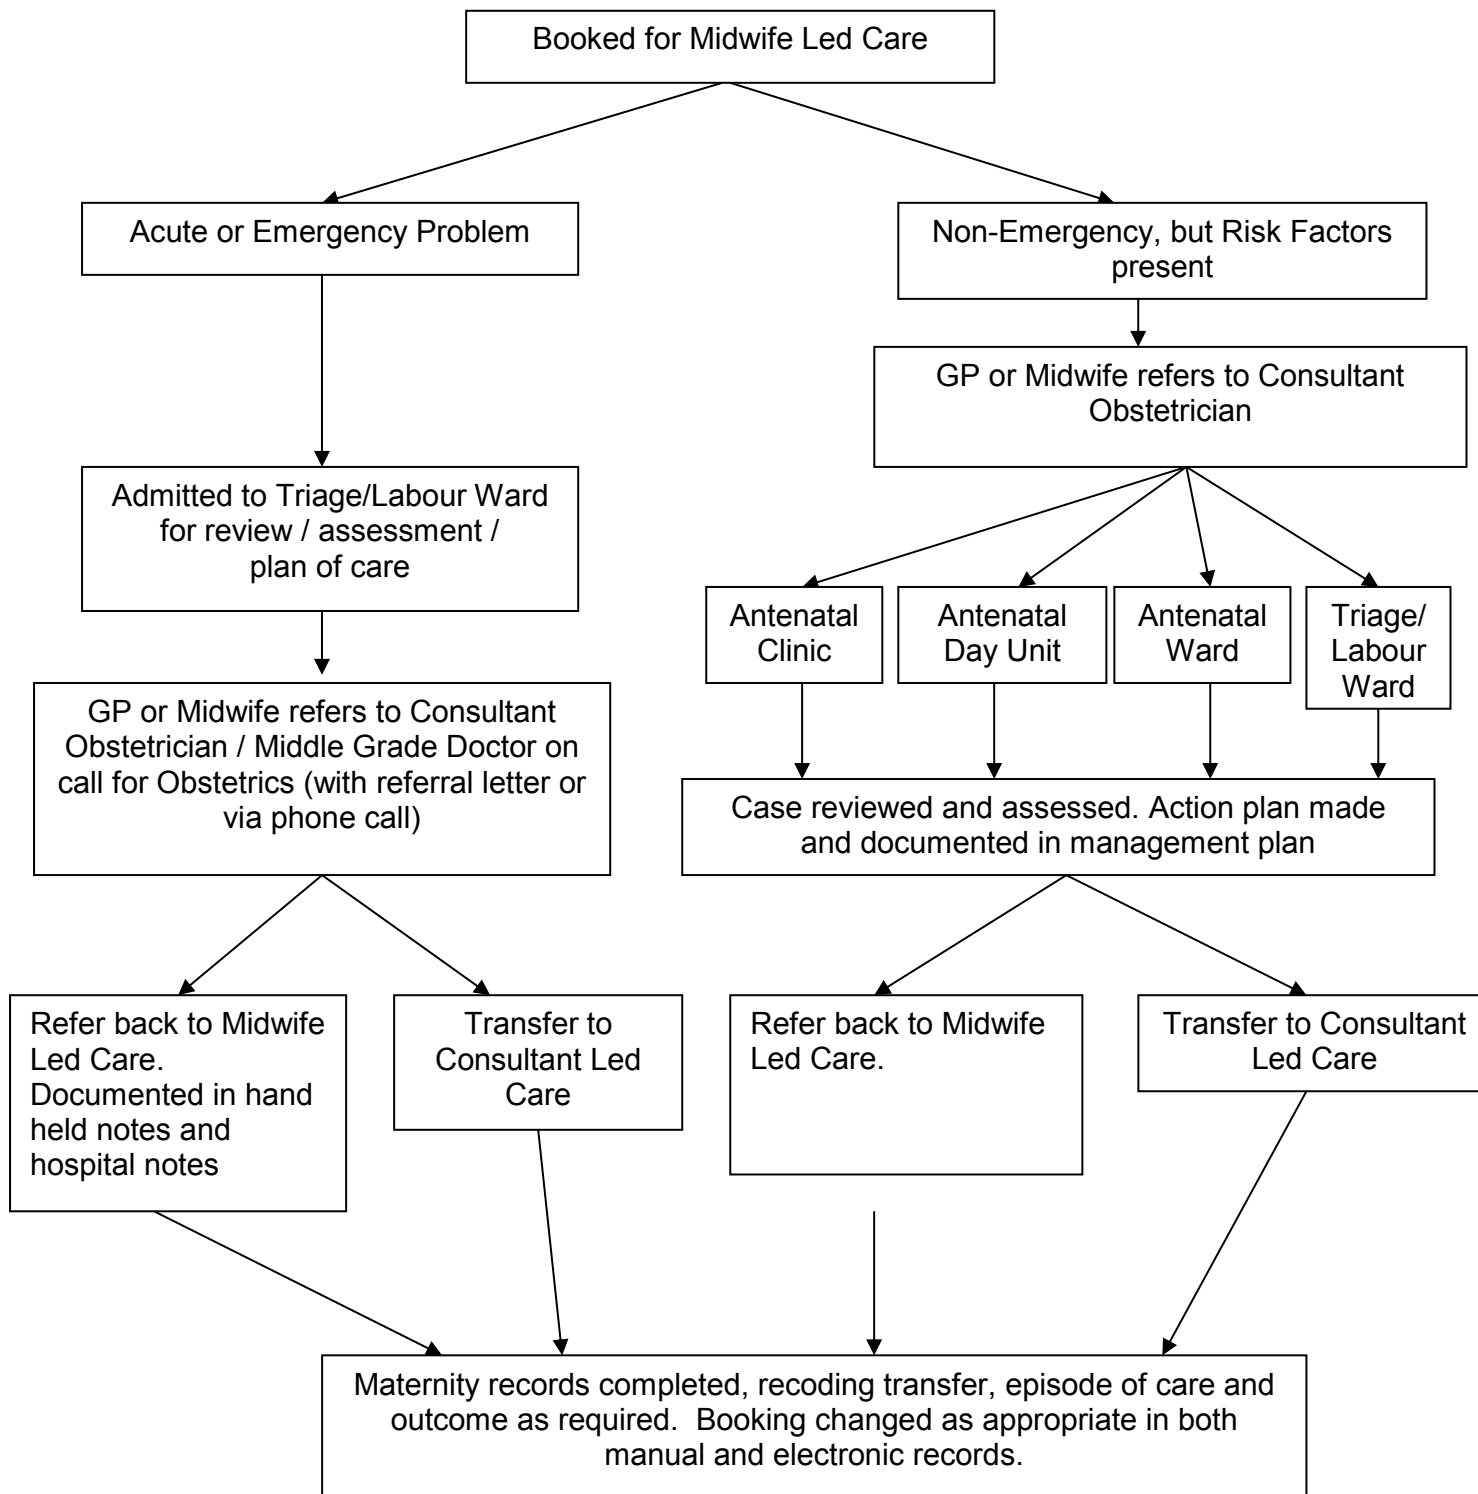 Booked for Midwife Led Care
Acute or Emergency Problem
Non-Emergency, but Risk Factors
present
GP or Midwife refers to Consultant
Obstetrician
Admitted to Triage/Labour Ward
for review / assessment /
plan of care
Antenatal
Clinic
Antenatal
Day Unit
Antenatal
Ward
Triage/
Labour
Ward
GP or Midwife refers to Consultant
Obstetrician / Middle Grade Doctor on
call for Obstetrics (with referral letter or
via phone call)
Case reviewed and assessed. Action plan made
and documented in management plan
Refer back to Midwife
Led Care.
Documented in hand
held notes and
hospital notes
Transfer to
Consultant Led
Care
Refer back to Midwife
Led Care.
Transfer to Consultant
Led Care
Maternity records completed, recoding transfer, episode of care and
outcome as required.  Booking changed as appropriate in both
manual and electronic records.